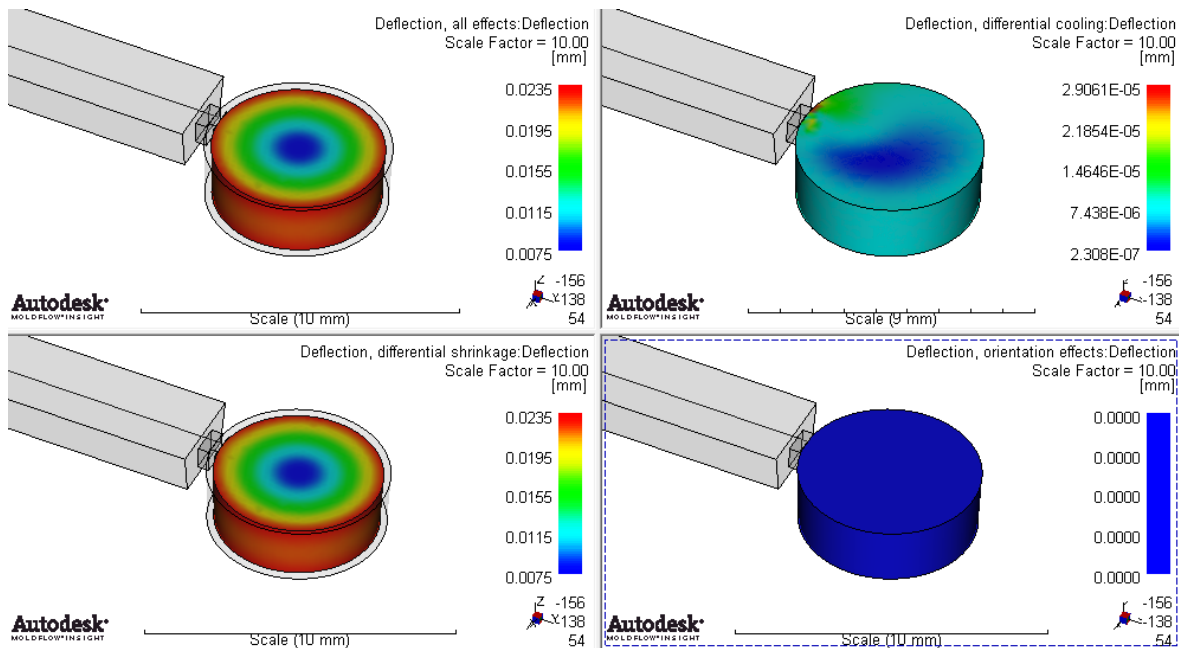 Deflection, all effects:Deflection
Scale Factor = 10.00
[mm]
0.0235
0.0195
0.0155
0.0115
0.0075
Z
Y
-156
-138
54
Autodesk
MOLDFLOW INSIGHT
Scale (10 mm)
Deflection, differential cooling:Deflection
Scale Factor = 10.00
[mm]
2.9061E-05
2.1854E-05
1.4646E-05
7.438E-06
2.308E-07
-156
-138
54
Autodesk
MOLDFLOW INSIGHT
Scale (9 mm)
Deflection, differential shrinkage:Deflection
Scale Factor = 10.00
[mm]
0.0235
0.0195
0.0155
0.0115
0.0075
Z
Y
-156
-138
54
Autodesk
MOLDFLOW INSIGHT
Scale (10 mm)
Deflection, orientation effects:Deflection
Scale Factor = 10.00
[mm]
0.0000
0.0000
0.0000
0.0000
0.0000
-156
-138
54
Autodesk
MOLDFLOW INSIGHT
Scale (10 mm)